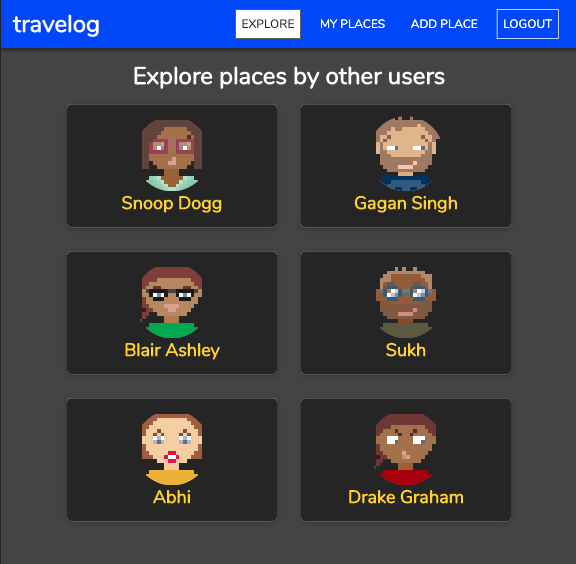 travelog
EXPLORE
MY PLACES
ADD PLACE
LOGOUT
Explore places by other users
Snoop Dogg
Gagan Singh
Blair Ashley
Sukh
Abhi
Drake Graham